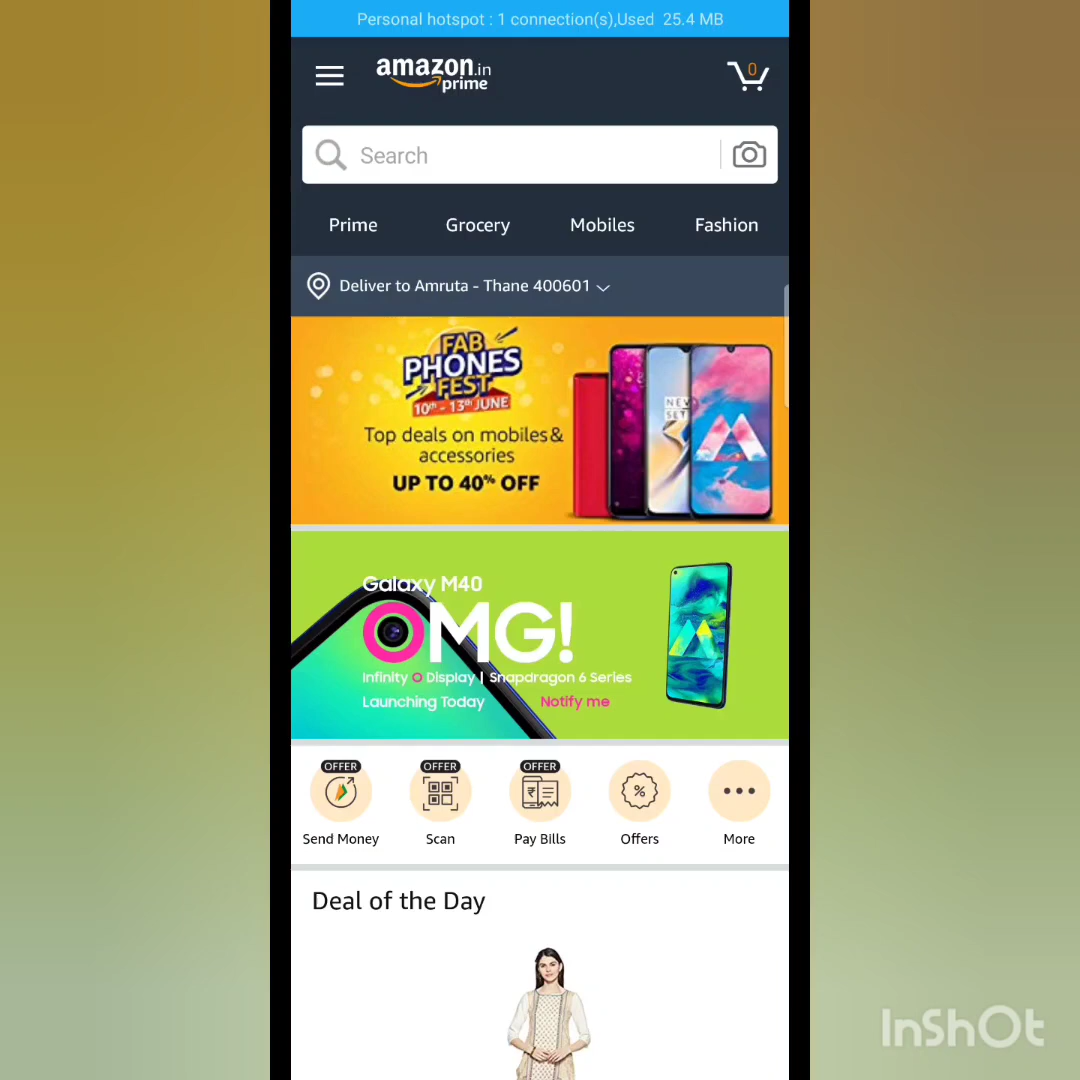 Personal hotspot : 1 connection(s),Used 25.4 MB
amazon.in
prime
0
Search
Prime Grocery Mobiles Fashion
Deliver to Amruta - Thane 400601
FAB
PHONES
FEST
10th - 13th JUNE
Top deals on mobiles &
accessories
UP TO 40% OFF
NEV
SET
Galaxy M40
OMG!
Infinity O Display | Snapdragon 6 Series
Launching Today Notify me
OFFER OFFER OFFER
Send Money Scan Pay Bills Offers More
Deal of the Day
InShOt